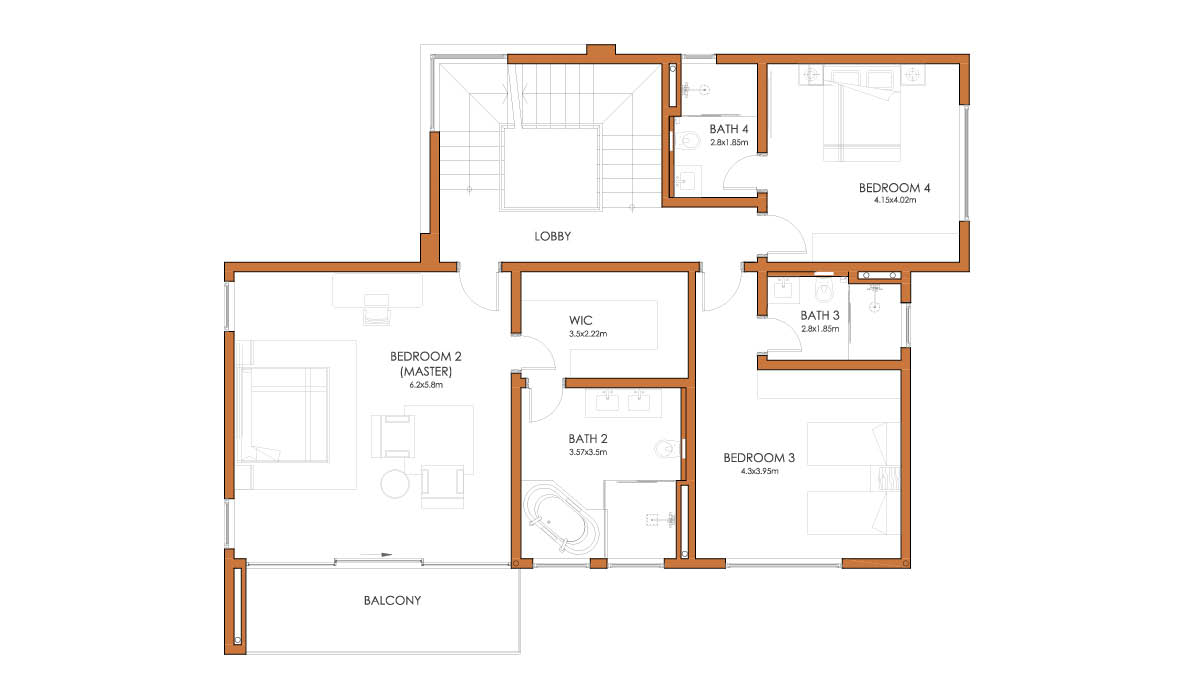 BATH 4
2.8x1.85m
BEDROOM 4
4.15x4.02m
LOBBY
WIC
3.5x2.22m
BATH 3
2.8x1.85m
BEDROOM 2
(MASTER)
6.2x5.8m
BATH 2
3.57x3.5m
BEDROOM 3
4.3x3.95m
BALCONY